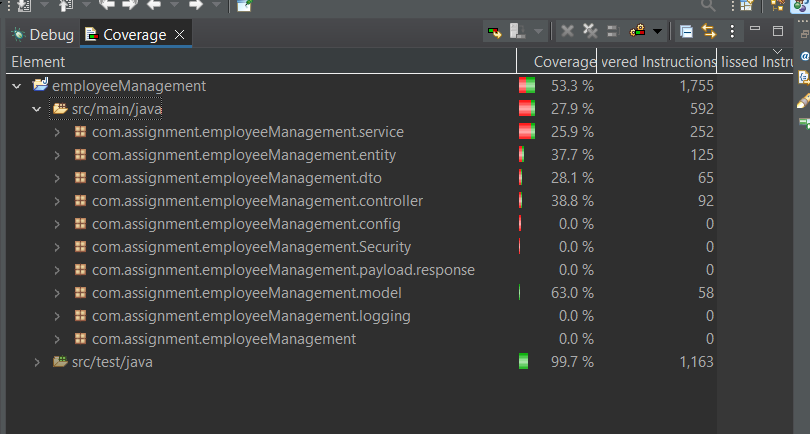 Debug Coverage
Element Coverage vered Instructions lissed Instru
employeeManagement 53.3 % 1,755
src/main/java 27.9 % 592
com.assignment.employeeManagement.service 25.9 % 252
com.assignment.employeeManagement.entity 37.7 % 125
com.assignment.employeeManagement.dto 28.1 % 65
com.assignment.employeeManagement.controller 38.8 % 92
com.assignment.employeeManagement.config 0.0 % 0
com.assignment.employeeManagement.Security 0.0 % 0
com.assignment.employeeManagement.payload.response 0.0 % 0
com.assignment.employeeManagement.model 63.0 % 58
com.assignment.employeeManagement.logging 0.0 % 0
com.assignment.employeeManagement 0.0 % 0
src/test/java 99.7 % 1,163